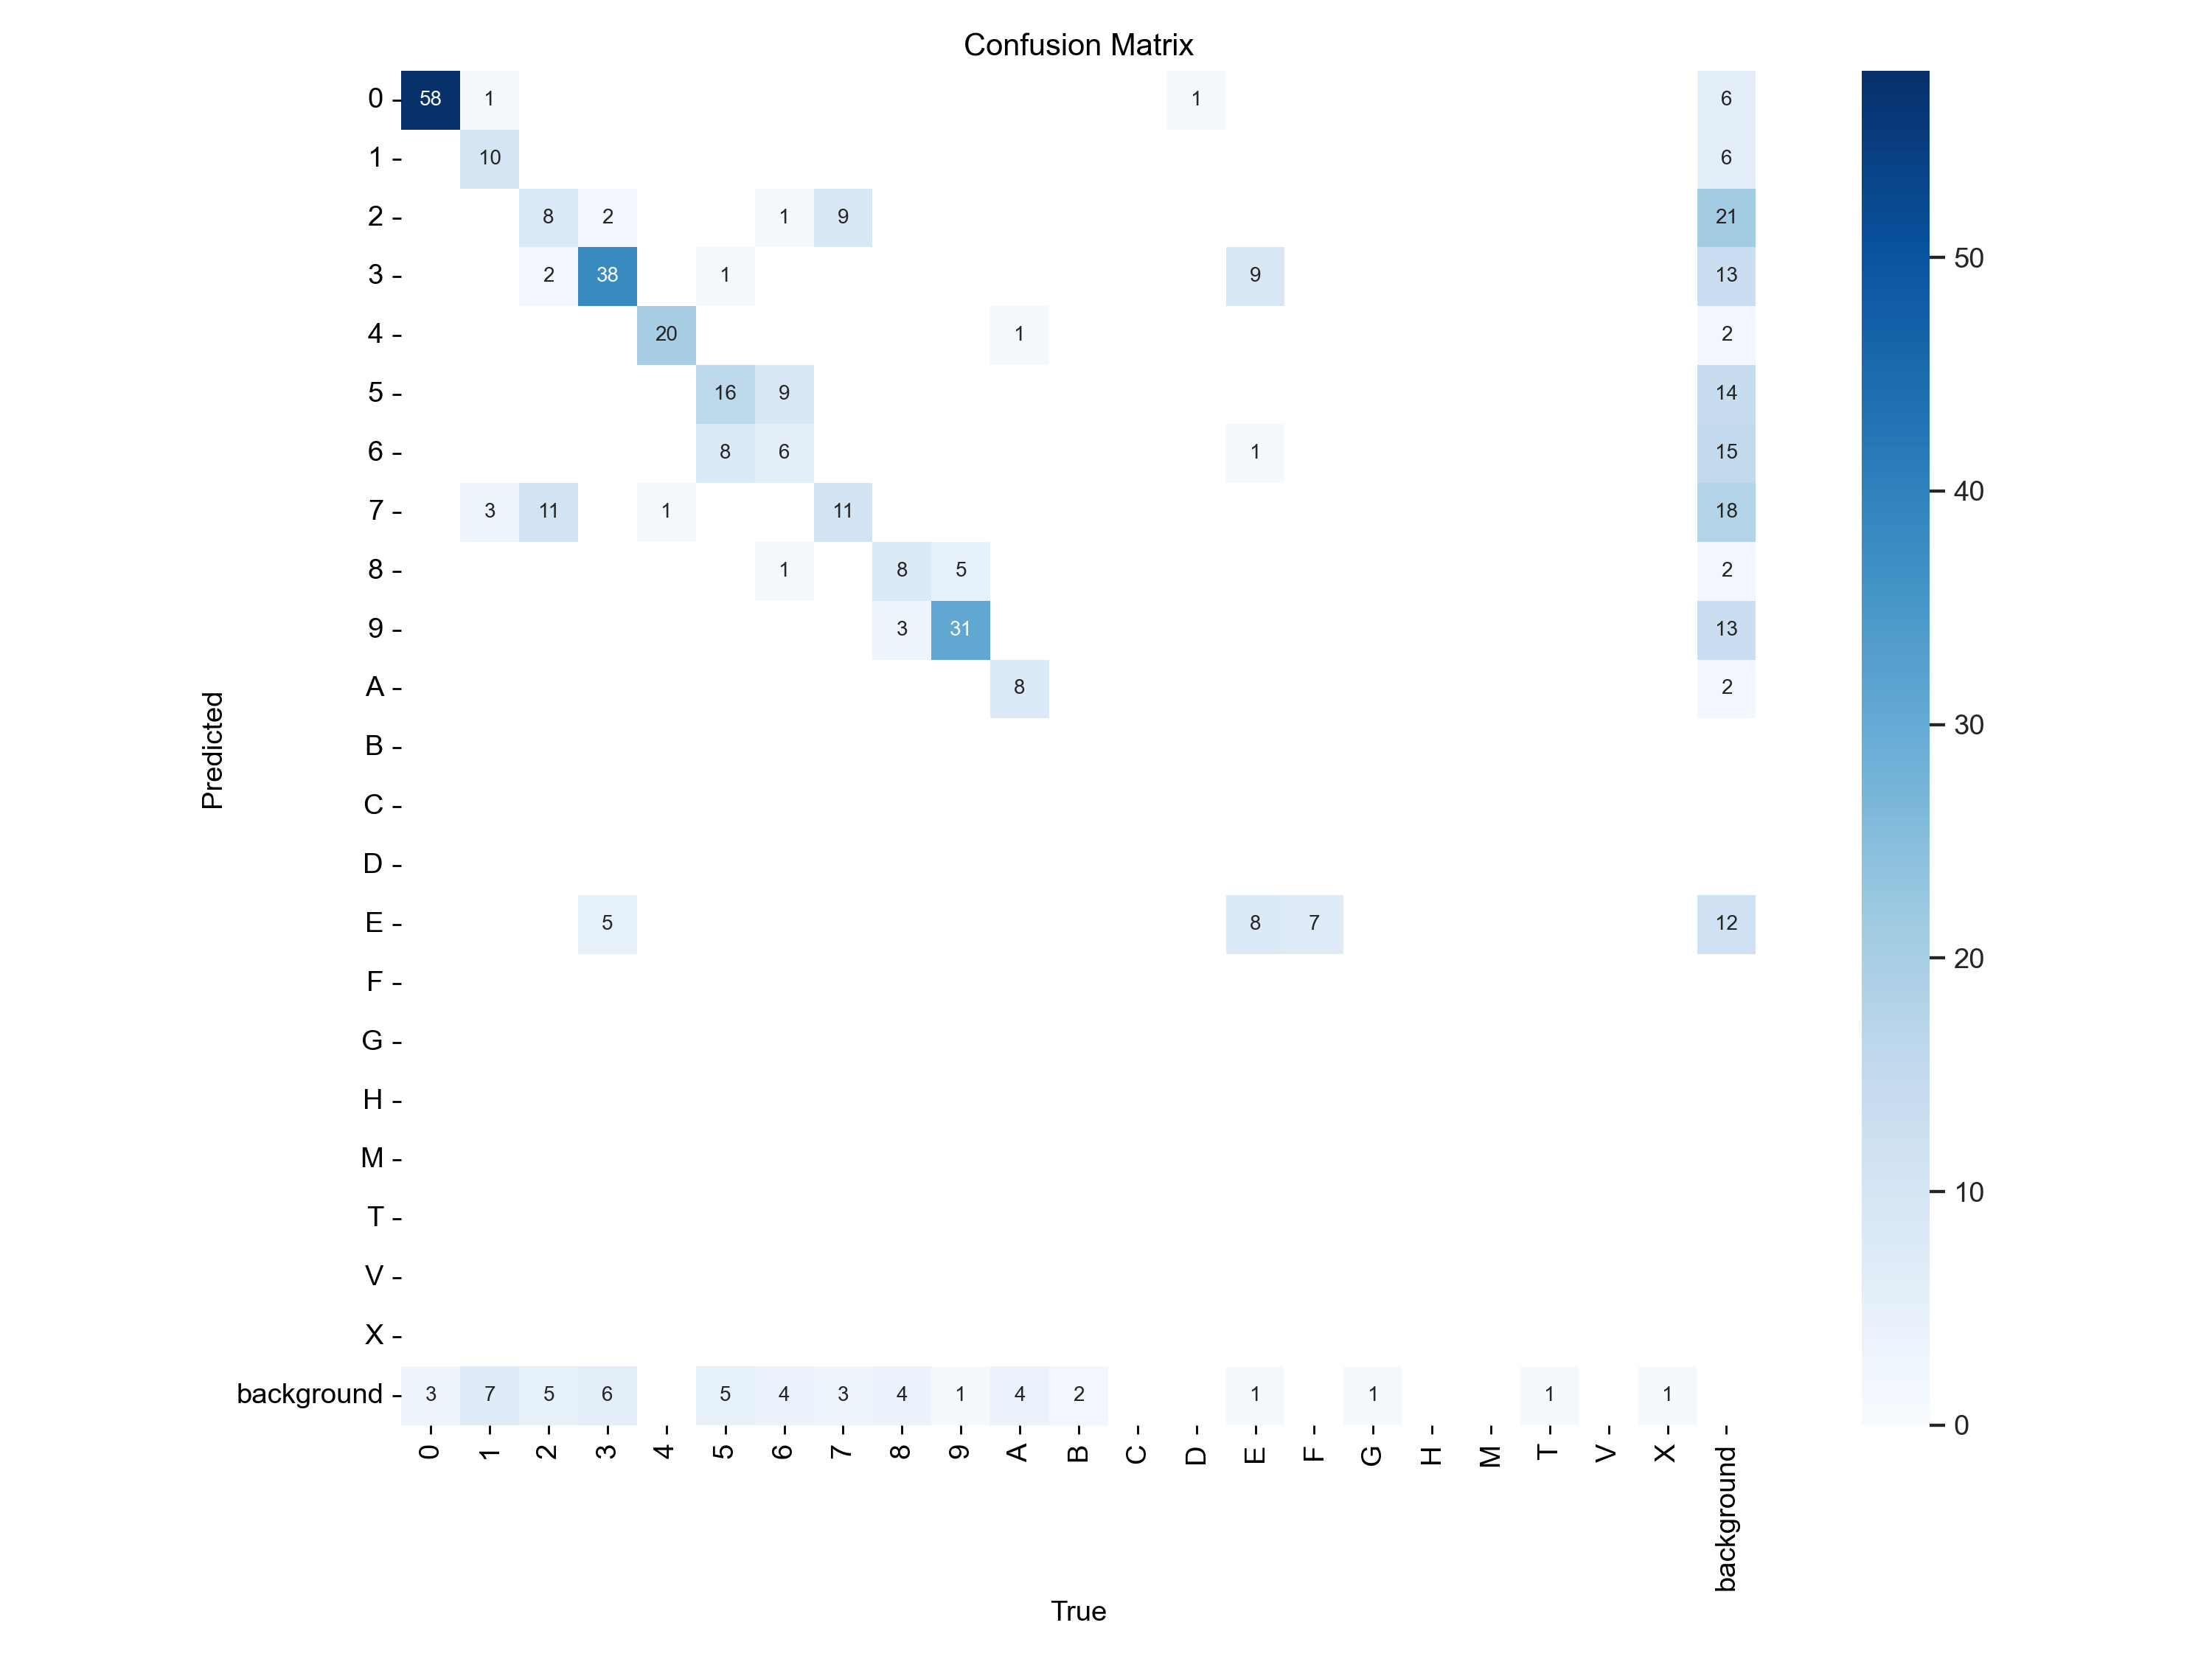 Confusion Matrix
0 58 1 1 6
1 10 6
2 8 2 1 9 21
3 2 38 1 9 13
4 20 1 2
5 16 9 14
6 8 6 1 15
7 3 11 1 11 18
8 1 8 5 2
9 3 31 13
A 8 2
B
C
D
E 5 8 7 12
F
G
H
M
T
V
X
background 3 7 5 6 5 4 3 4 1 4 2 1 1 1 1
0 1 2 3 4 5 6 7 8 9 A B C D E F G H M T V X background
True
Predicted
50
40
30
20
10
0